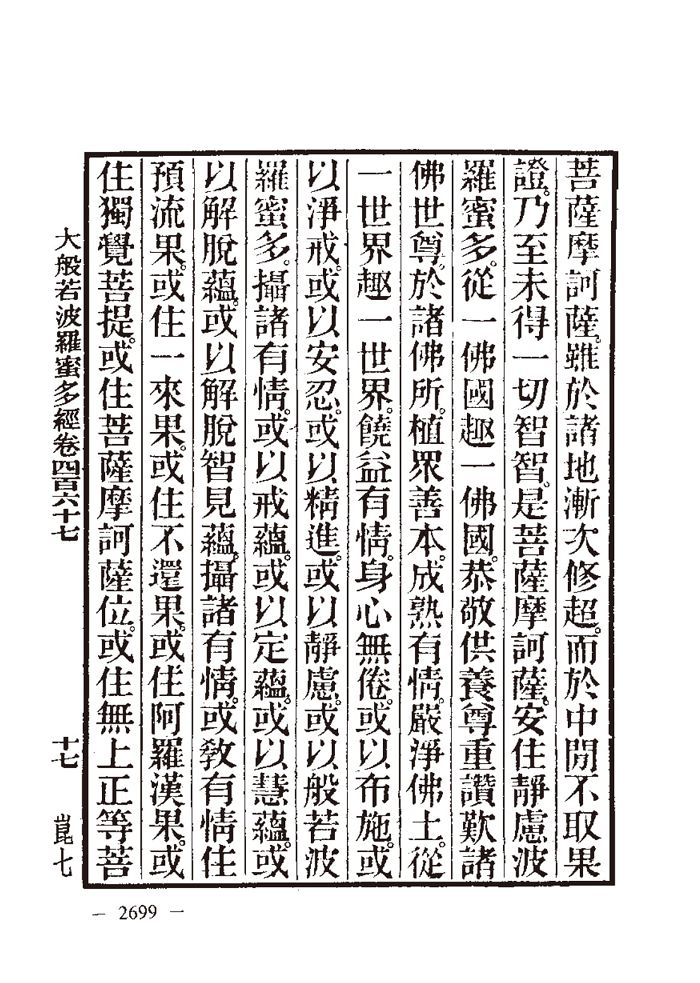 菩薩摩訶薩。雖於諸地漸次修超。而於中閒不取果
證。乃至未得一切智智。是菩薩摩訶薩。安住靜慮波
羅蜜多。從一佛國趣一佛國。恭敬供養尊重讚歎諸
佛世尊。於諸佛所。植眾善本。成熟有情。嚴淨佛土。從
一世界趣一世界。饒益有情。身心無倦。或以布施。或
以淨戒。或以安忍。或以精進。或以靜慮。或以般若波
羅蜜多。攝諸有情。或以戒蘊。或以定蘊。或以慧蘊。或
以解脫蘊。或以解脫智見蘊。攝諸有情。或教有情住
預流果。或住一來果。或住不還果。或住阿羅漢果。或
住獨覺菩提。或住菩薩摩訶薩位。或住無上正等菩
大般若波羅蜜多經卷四百六十七 十七 崑七
— 2699 —